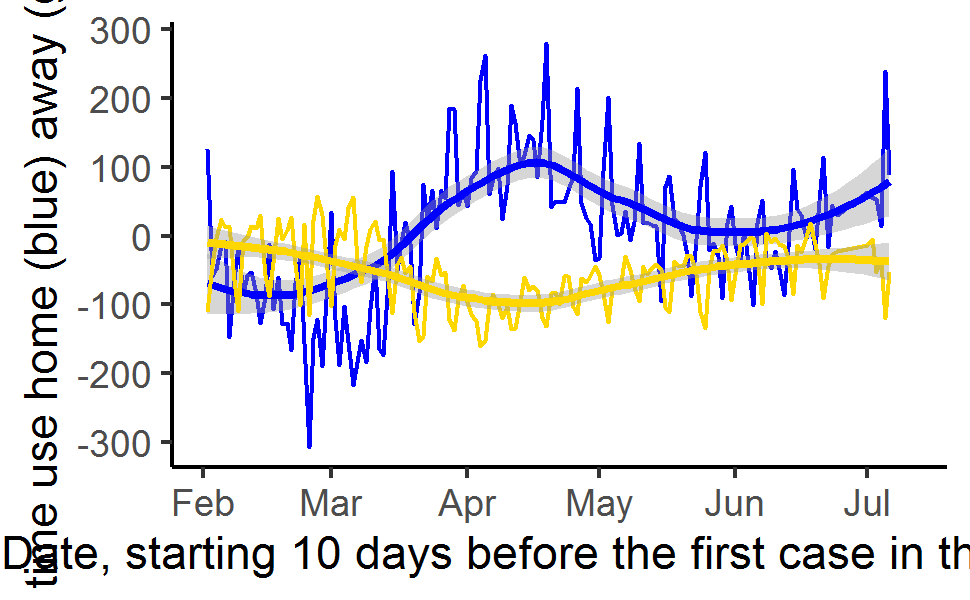 time use home (blue) away (
300
200
100
0
-100
-200
-300
Feb Mar Apr May Jun Jul
Date, starting 10 days before the first case in th